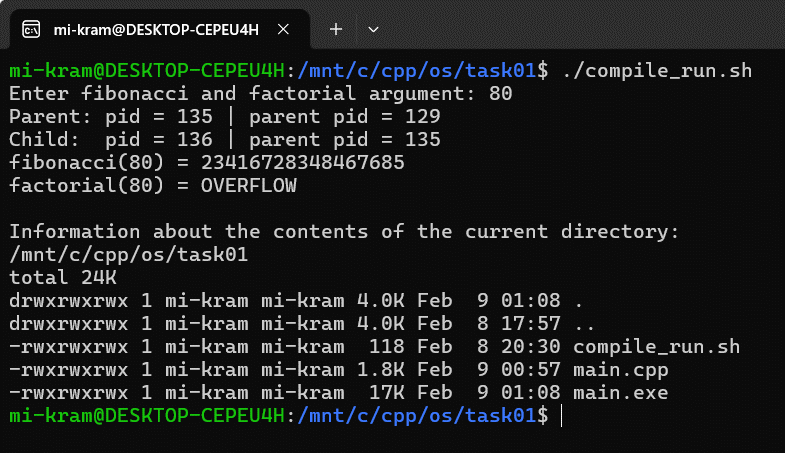 mi-kram@DESKTOP-CEPEU4H
mi-kram@DESKTOP-CEPEU4H:/mnt/c/cpp/os/task01$ ./compile_run.sh
Enter fibonacci and factorial argument: 80
Parent: pid = 135 | parent pid = 129
Child:  pid = 136 | parent pid = 135
fibonacci(80) = 23416728348467685
factorial(80) = OVERFLOW

Information about the contents of the current directory:
/mnt/c/cpp/os/task01
total 24K
drwxrwxrwx 1 mi-kram mi-kram 4.0K Feb  9 01:08 .
drwxrwxrwx 1 mi-kram mi-kram 4.0K Feb  8 17:57 ..
-rwxrwxrwx 1 mi-kram mi-kram  118 Feb  8 20:30 compile_run.sh
-rwxrwxrwx 1 mi-kram mi-kram 1.8K Feb  9 00:57 main.cpp
-rwxrwxrwx 1 mi-kram mi-kram  17K Feb  9 01:08 main.exe
mi-kram@DESKTOP-CEPEU4H:/mnt/c/cpp/os/task01$